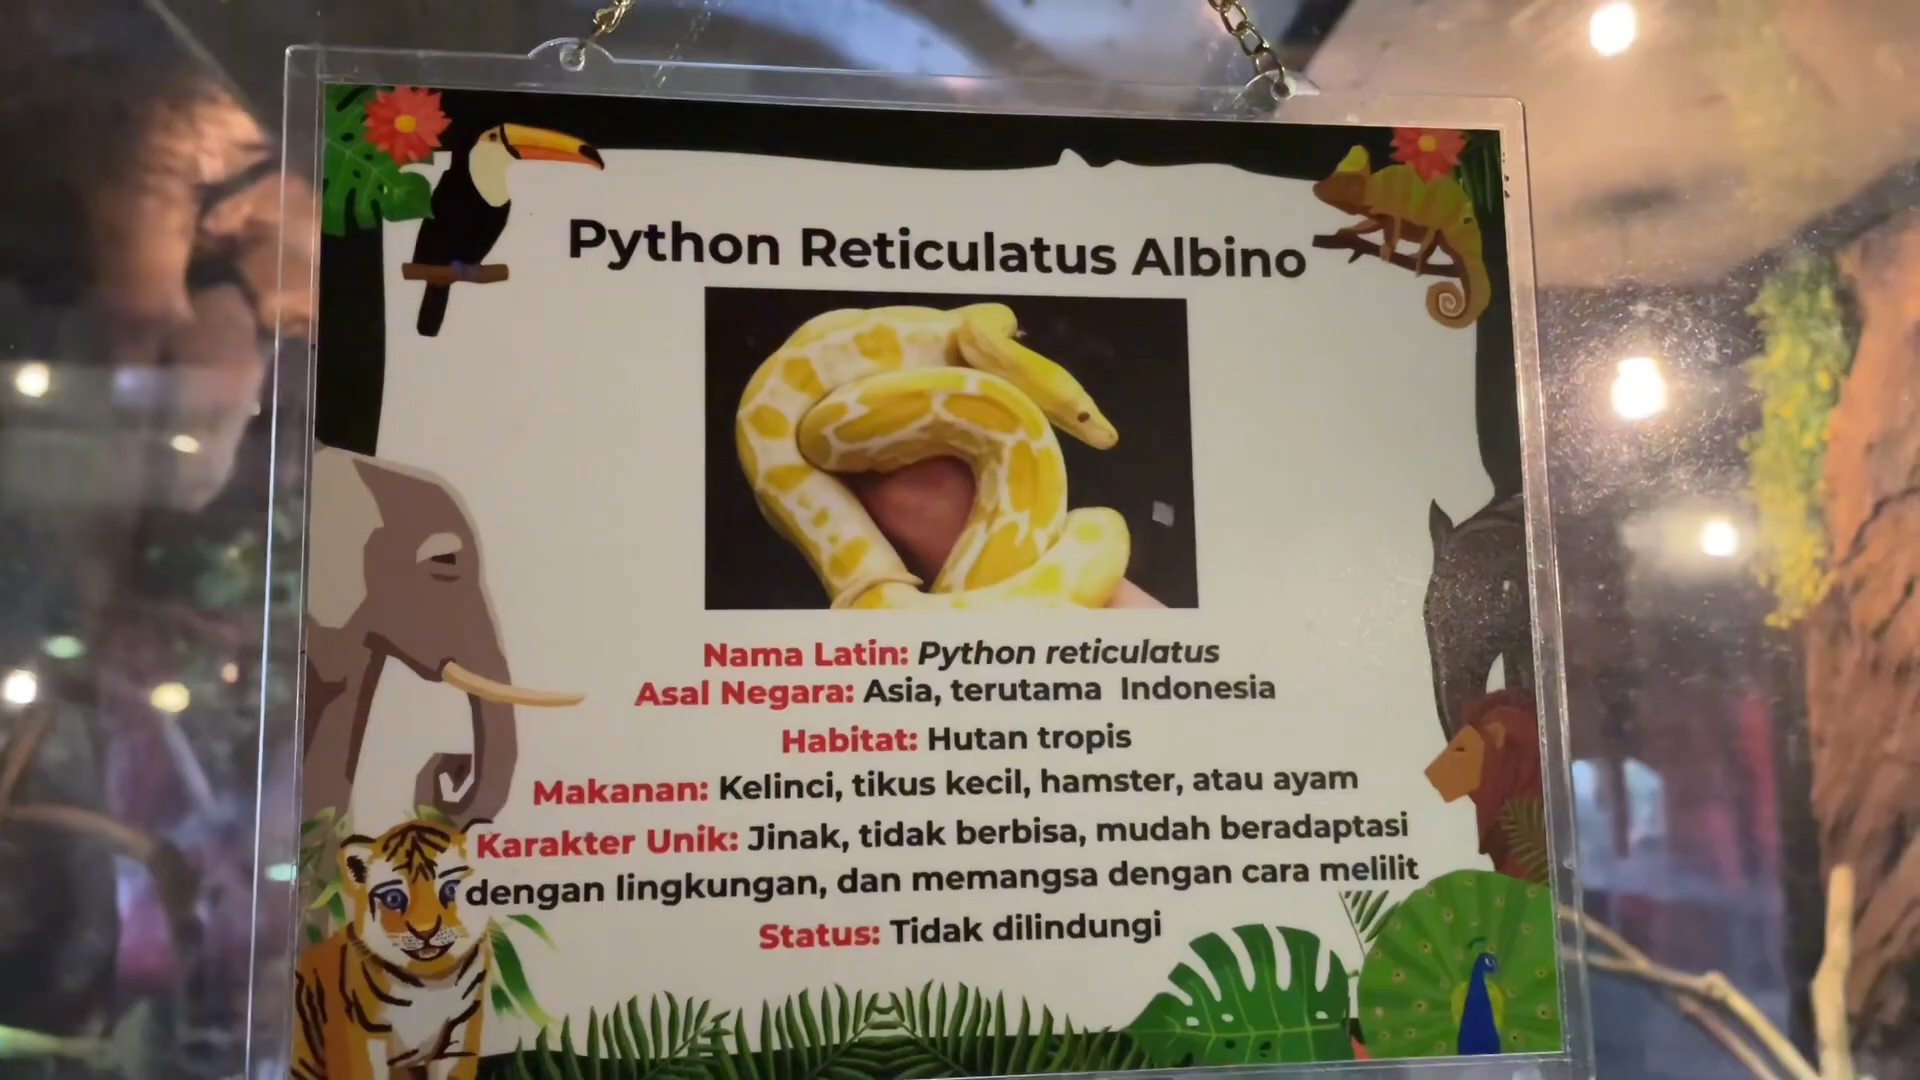 Python Reticulatus Albino
Nama Latin: Python reticulatus
Asal Negara: Asia, terutama Indonesia
Habitat: Hutan tropis
Makanan: Kelinci, tikus kecil, hamster, atau ayam
Karakter Unik: Jinak, tidak berbisa, mudah beradaptasi
dengan lingkungan, dan memangsa dengan cara melilit
Status: Tidak dilindungi